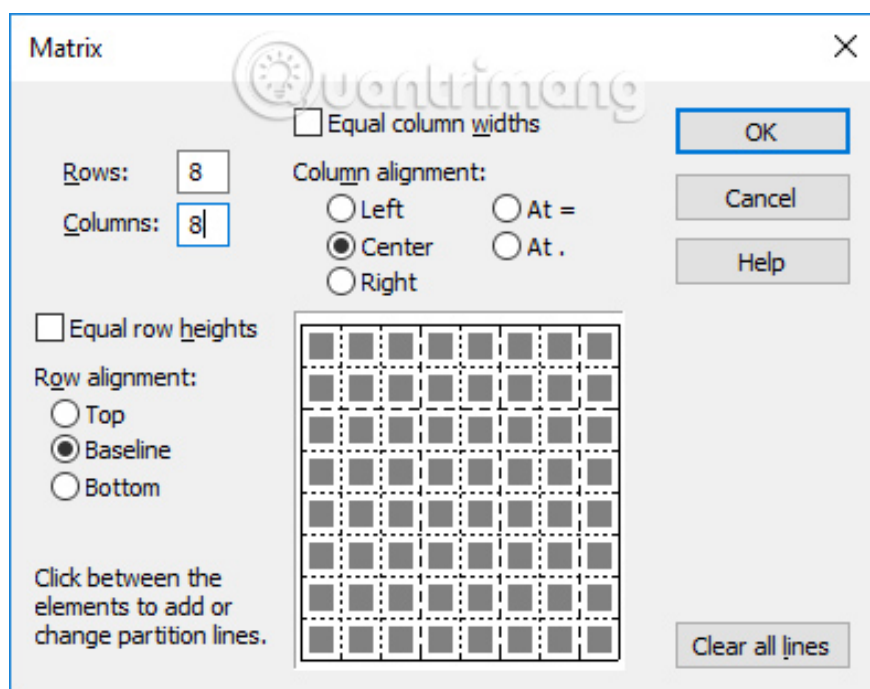 Matrix
Quantrimang
Equal column widths
OK
Rows: 8
Column alignment:
Columns: 8
Left
At =
Cancel
Center
At .
Right
Help
Equal row heights
Row alignment:
Top
Baseline
Bottom
Click between the
elements to add or
change partition lines.
Clear all lines